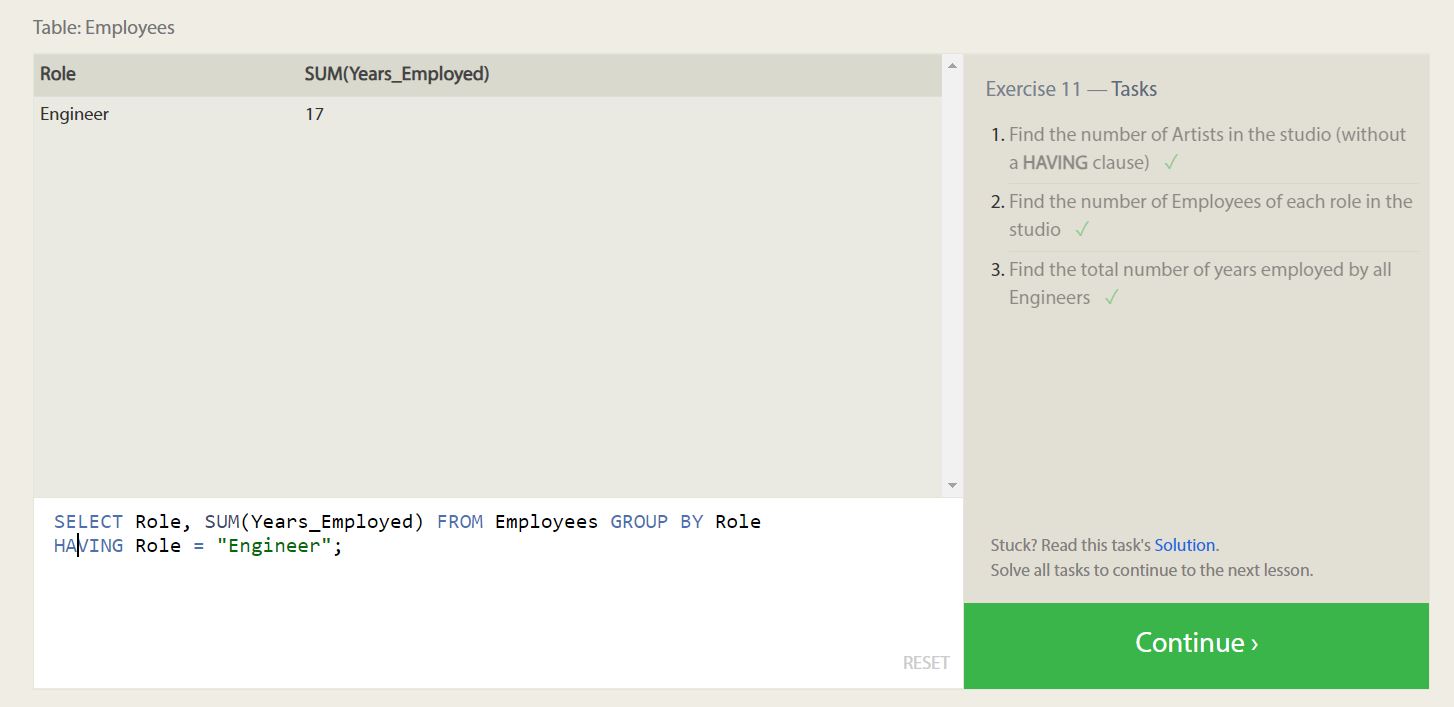 Table: Employees
Role SUM(Years_Employed)
Engineer 17
SELECT Role, SUM(Years_Employed) FROM Employees GROUP BY Role
HAVING Role = "Engineer";
RESET
Exercise 11 — Tasks
1. Find the number of Artists in the studio (without
a HAVING clause) ✓
2. Find the number of Employees of each role in the
studio ✓
3. Find the total number of years employed by all
Engineers ✓
Stuck? Read this task's Solution.
Solve all tasks to continue to the next lesson.
Continue ›